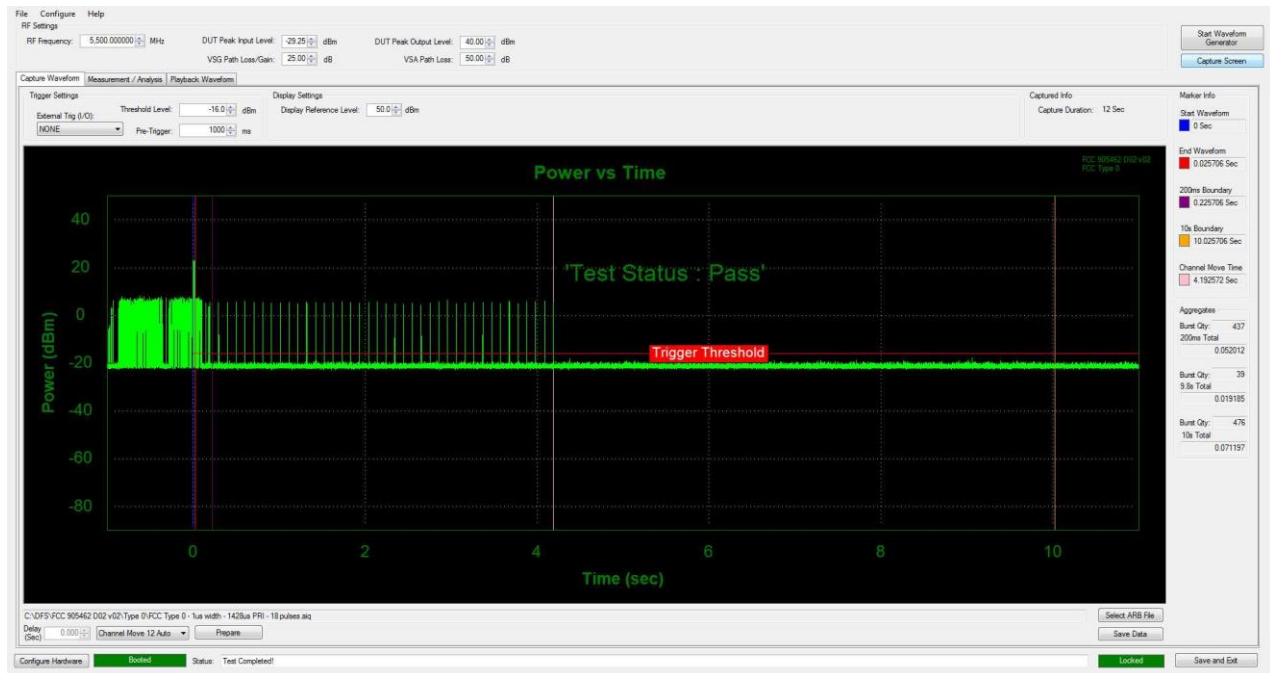 File Configure Help
RF Settings
RF Frequency: 5,500.000000 MHz DUT Peak Input Level: -29.25 dBm DUT Peak Output Level: 40.00 dBm
VSG Path Loss/Gain: 25.00 dB VSA Path Loss: 50.00 dB
Start Waveform Generator
Capture Screen
Capture Waveform Measurement / Analysis Playback Waveform
Trigger Settings
Threshold Level: -16.0 dBm
External Trig (I/O):
NONE
Pre-Trigger: 1000 ms
Display Settings
Display Reference Level: 50.0 dBm
Captured Info
Capture Duration: 12 Sec
Marker Info
Start Waveform
0 Sec
End Waveform
0.025706 Sec
200ms Boundary
0.225706 Sec
10s Boundary
10.025706 Sec
Channel Move Time
4.192572 Sec
Aggregates
Burst Qty: 437
200ms Total
0.052012
Burst Qty: 39
9.8s Total
0.019185
Burst Qty: 476
10s Total
0.071197
FCC 905462 D02 v02
FCC Type 0
Power vs Time
'Test Status : Pass'
Trigger Threshold
Power (dBm)
40
20
0
-20
-40
-60
-80
0 2 4 6 8 10
Time (sec)
C:\DFS\FCC 905462 D02 v02\Type 0\FCC Type 0 - 1us width - 1428us PRI - 18 pulses.aiq
Select ARB File
Delay (Sec) 0.000 Channel Move 12 Auto Prepare
Save Data
Configure Hardware Booted Status: Test Completed! Locked Save and Exit